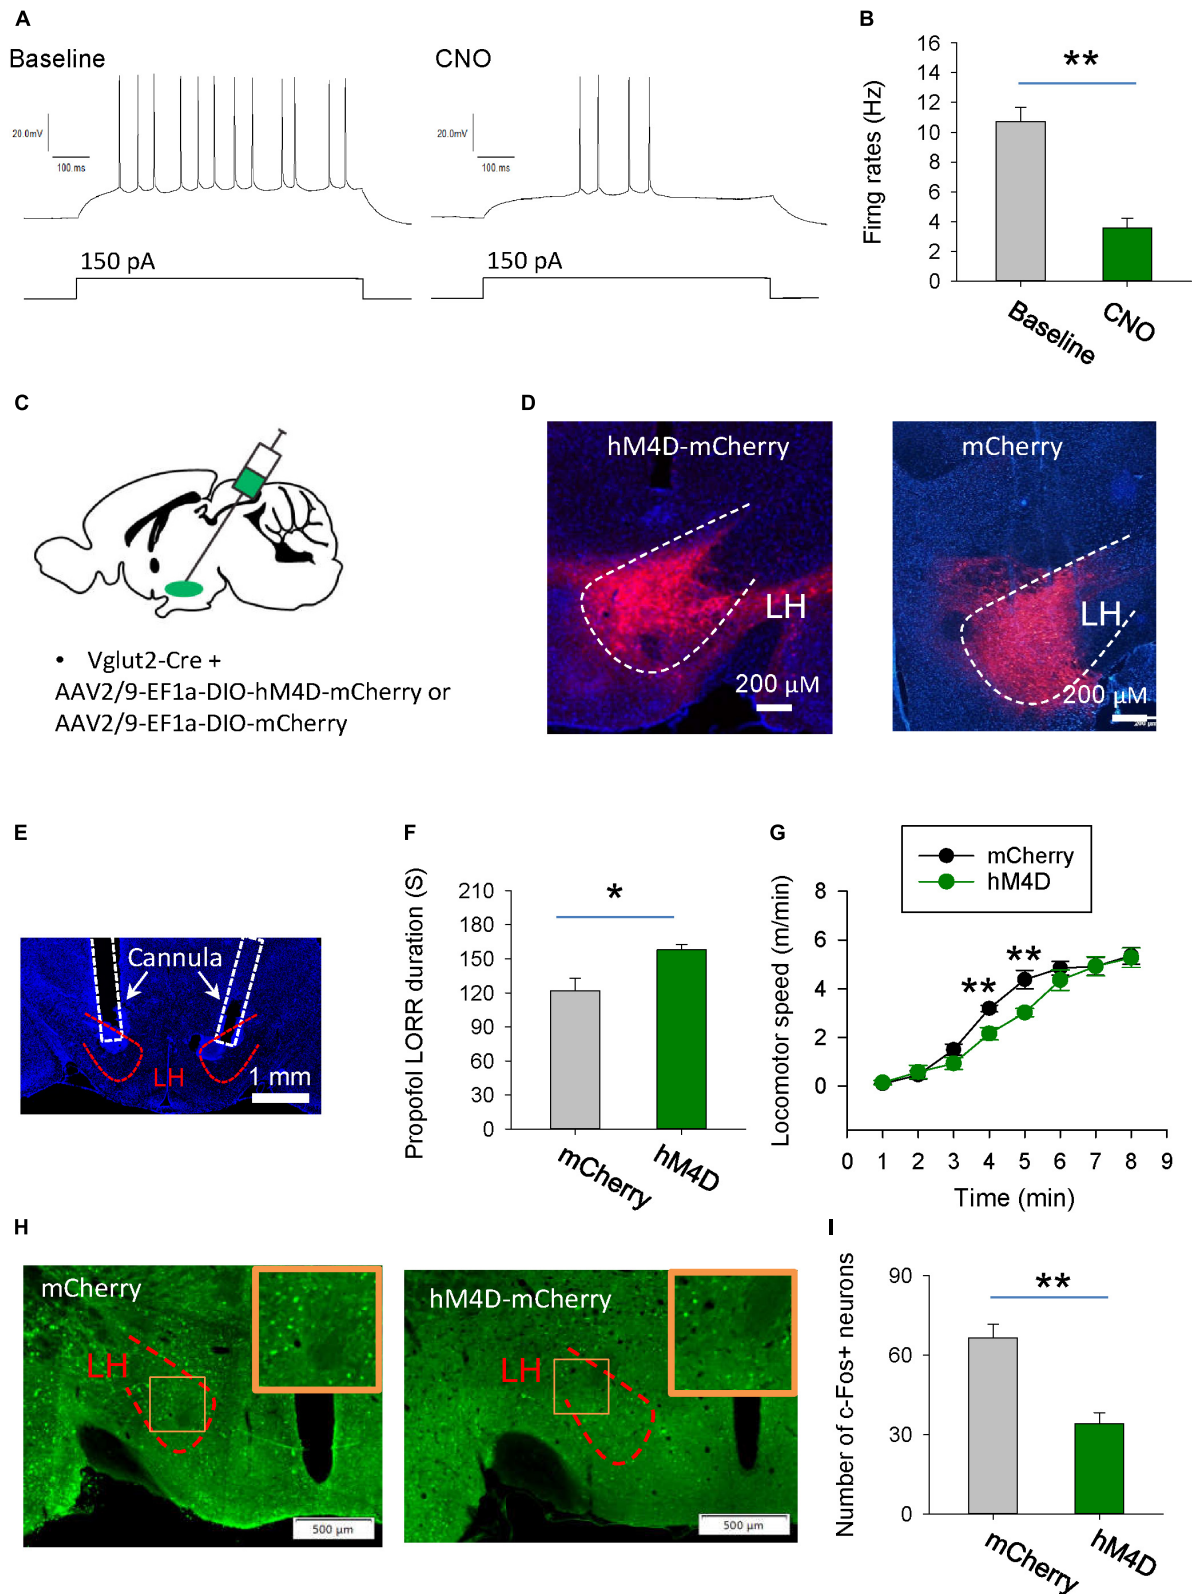 A
Baseline
CNO
20.0mV
100 ms
20.0mV
100 ms
150 pA
150 pA
B
Firng rates (Hz)
16
14
12
10
8
6
4
2
0
**
Baseline
CNO
C
• Vglut2-Cre +
AAV2/9-EF1a-DIO-hM4D-mCherry or
AAV2/9-EF1a-DIO-mCherry
D
hM4D-mCherry
LH
200 µM
mCherry
LH
200 µM
200 µm
E
Cannula
LH
1 mm
F
Propofol LORR duration (S)
210
180
150
120
90
60
30
0
*
mCherry
hM4D
G
mCherry
hM4D
Locomotor speed (m/min)
8
6
4
2
0
**
**
0 1 2 3 4 5 6 7 8 9
Time (min)
H
mCherry
LH
500 µm
hM4D-mCherry
LH
500 µm
I
Number of c-Fos+ neurons
90
60
30
0
**
mCherry
hM4D